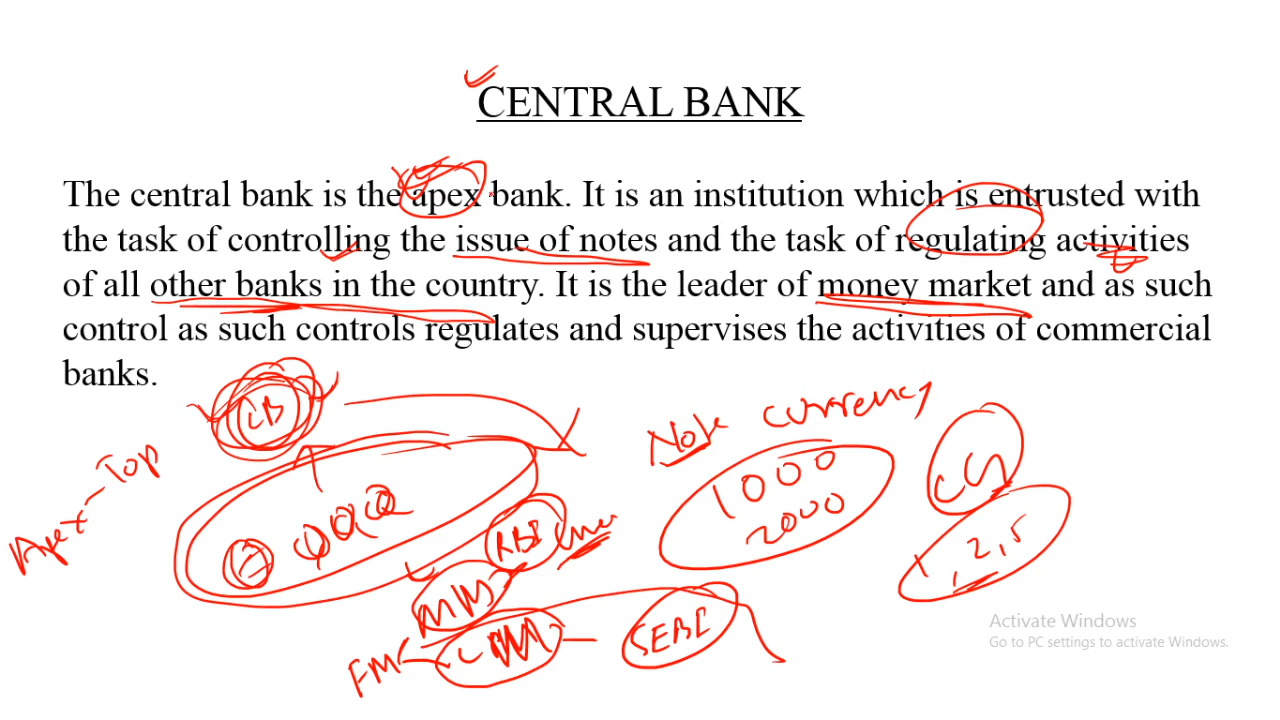 CENTRAL BANK
The central bank is the apex bank. It is an institution which is entrusted with
the task of controlling the issue of notes and the task of regulating activities
of all other banks in the country. It is the leader of money market and as such
control as such controls regulates and supervises the activities of commercial
banks.
CB
Note currency
Apex - Top
1000
2000
CG
1, 2, 5
RBI
MM
FM
SEBI
Activate Windows
Go to PC settings to activate Windows.